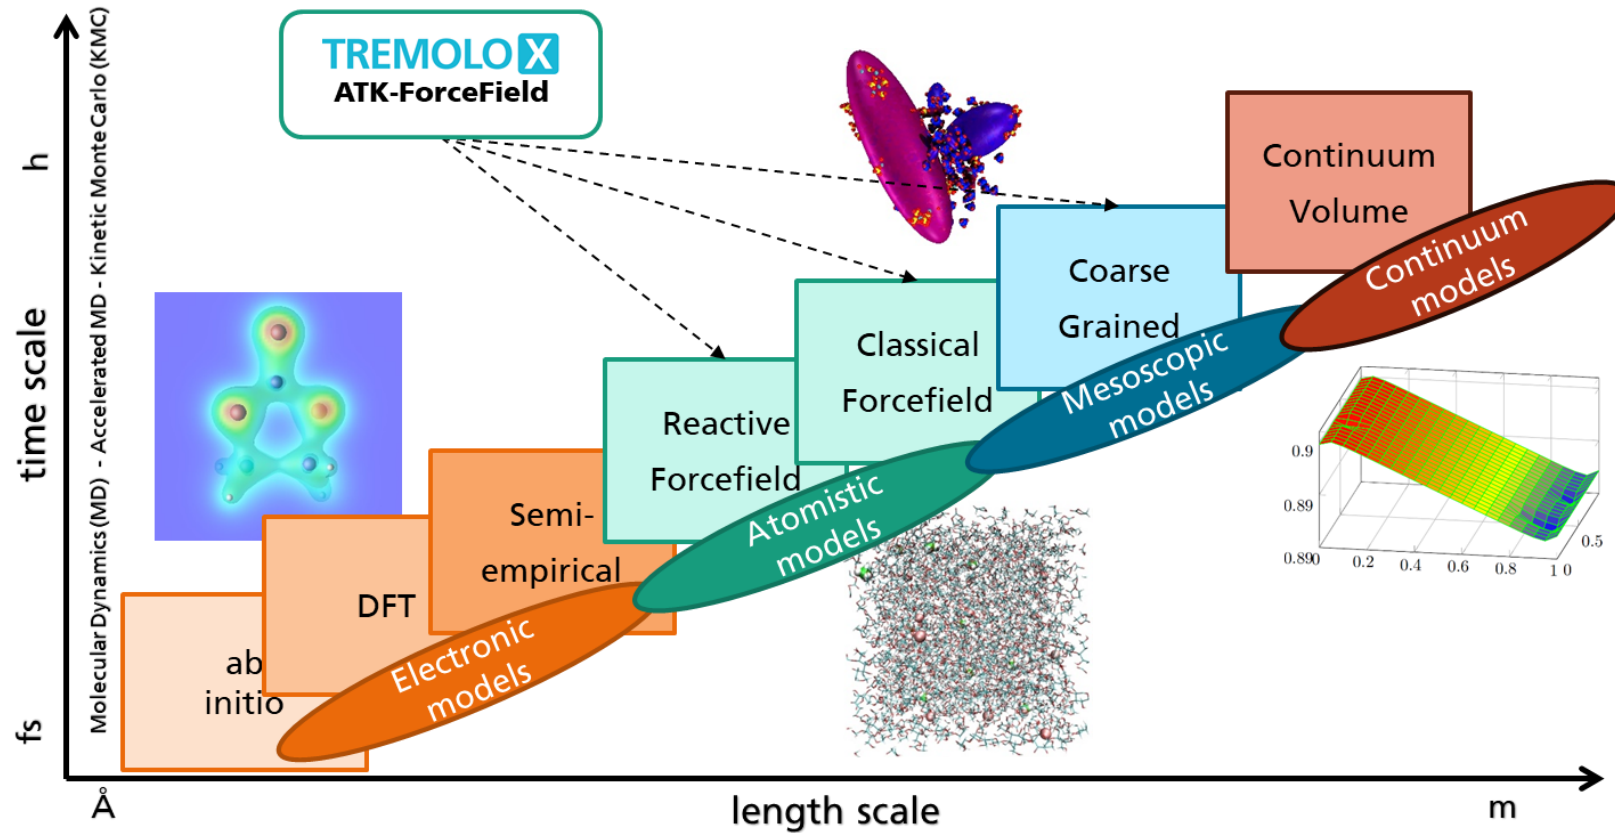 TREMOLO X
ATK-ForceField
h
time scale
fs
Molecular Dynamics (MD) - Accelerated MD - Kinetic Monte Carlo (KMC)
Continuum
Volume
Continuum
models
Coarse
Grained
Mesoscopic
models
Classical
Forcefield
Reactive
Forcefield
Atomistic
models
Semi-
empirical
DFT
ab
initio
Electronic
models
0.9
0.89
0.890
0.2
0.4
0.6
0.8
1 0
0.5
Å
length scale
m